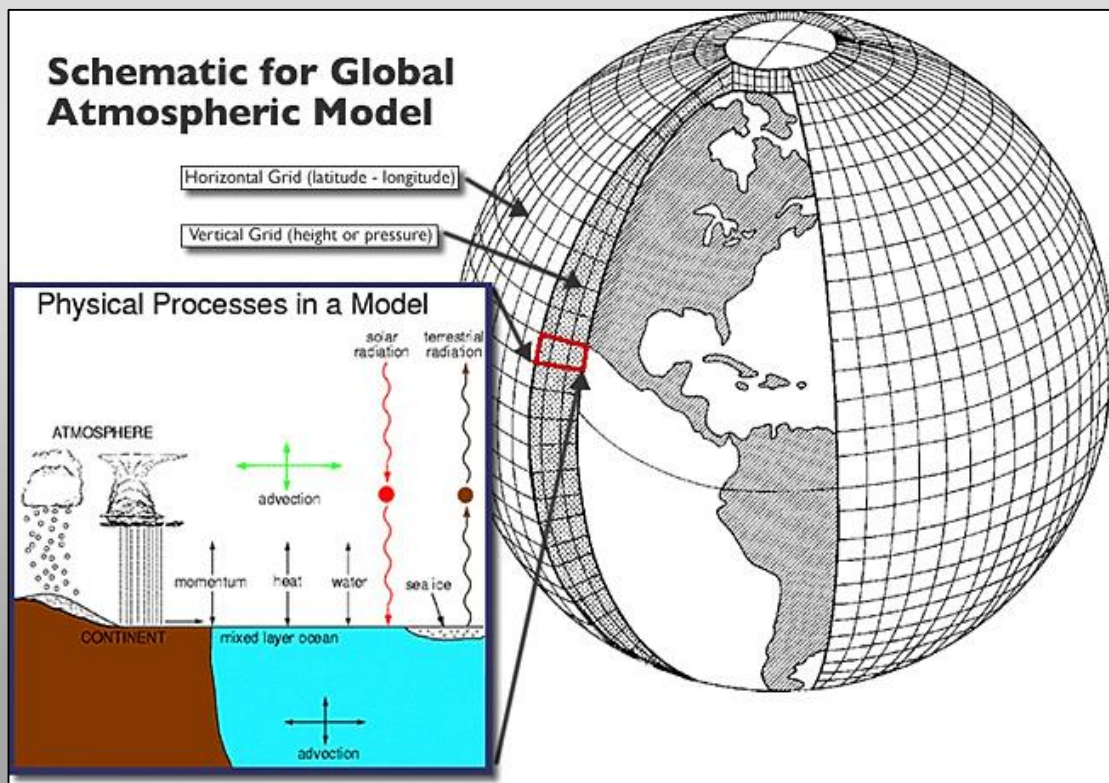 Schematic for Global
Atmospheric Model
Horizontal Grid (latitude - longitude)
Vertical Grid (height or pressure)
Physical Processes in a Model
solar
radiation
terrestrial
radiation
ATMOSPHERE
advection
momentum
heat
water
sea ice
CONTINENT
mixed layer ocean
advection